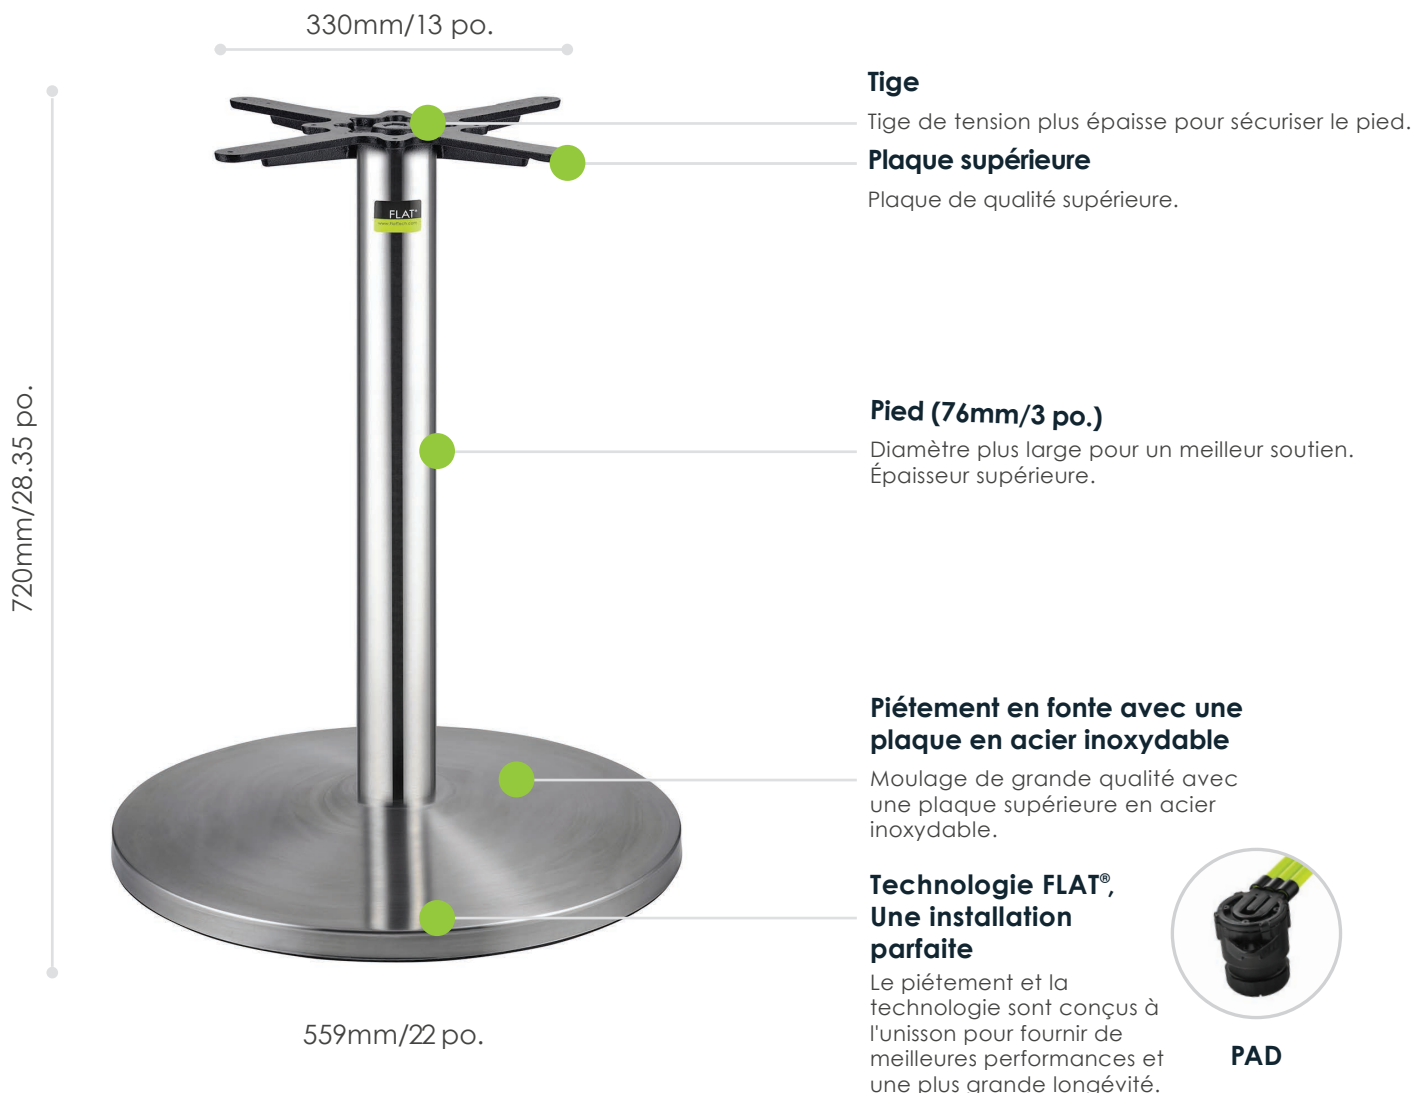 330mm/13 po.
Tige
Tige de tension plus épaisse pour sécuriser le pied.
Plaque supérieure
Plaque de qualité supérieure.
FLAT®
720mm/28.35 po.
Pied (76mm/3 po.)
Diamètre plus large pour un meilleur soutien.
Épaisseur supérieure.
Piétement en fonte avec une
plaque en acier inoxydable
Moulage de grande qualité avec
une plaque supérieure en acier
inoxydable.
Technologie FLAT®,
Une installation
parfaite
Le piétement et la
technologie sont conçus à
l'unisson pour fournir de
meilleures performances et
une plus grande longévité.
PAD
559mm/22 po.